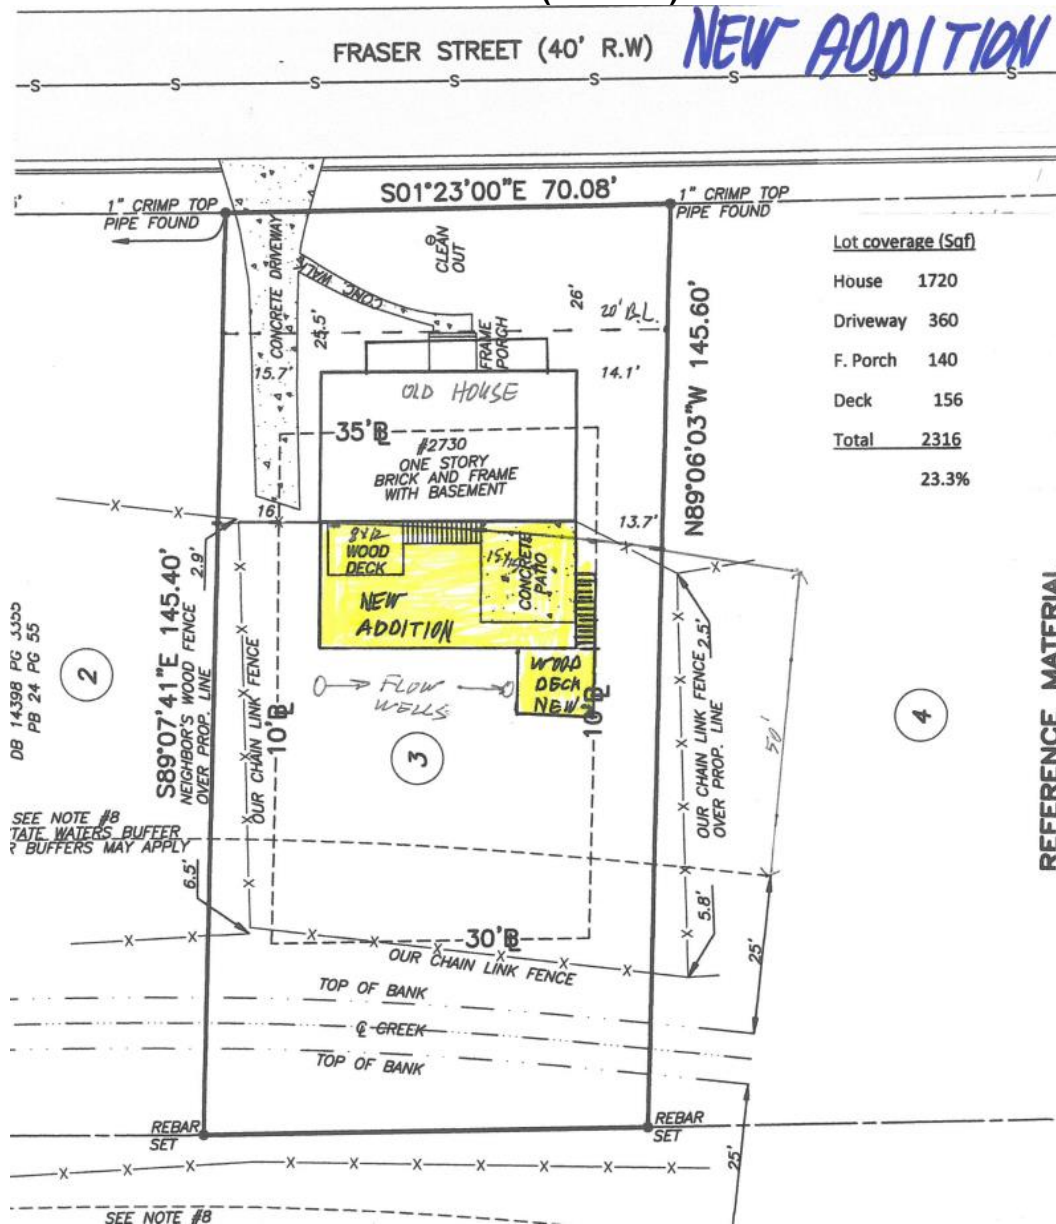 FRASER STREET (40' R.W)
NEW ADDITION
S
S
S
S
S
S
S
S
S01°23'00"E 70.08'
1" CRIMP TOP
PIPE FOUND
1" CRIMP TOP
PIPE FOUND
CONCRETE DRIVEWAY
CONC. WALK
CLEAN
OUT
Lot coverage (Sqf)
House 1720
Driveway 360
F. Porch 140
Deck 156
Total 2316
23.3%
25.5'
26'
20' B.L.
FRAME
PORCH
15.7'
14.1'
N89°06'03"W 145.60'
OLD HOUSE
35'BL
#2730
ONE STORY
BRICK AND FRAME
WITH BASEMENT
16'
13.7'
8x12
WOOD
DECK
CONCRETE
PATIO
NEW
ADDITION
WOOD
DECK
NEW
FLOW
WELLS
2.9'
2.5'
S89°07'41"E 145.40'
NEIGHBOR'S WOOD FENCE
OVER PROP. LINE
OUR CHAIN LINK FENCE
10'BL
10'BL
OUR CHAIN LINK FENCE
OVER PROP. LINE
50'
DB 14398 PG 3355
PB 24 PG 55
2
3
4
REFERENCE MATERIAL
SEE NOTE #8
TATE WATERS BUFFER
BUFFERS MAY APPLY
6.5'
5.8'
25'
30'BL
OUR CHAIN LINK FENCE
TOP OF BANK
CL CREEK
TOP OF BANK
REBAR
SET
REBAR
SET
25'
SEE NOTE #8